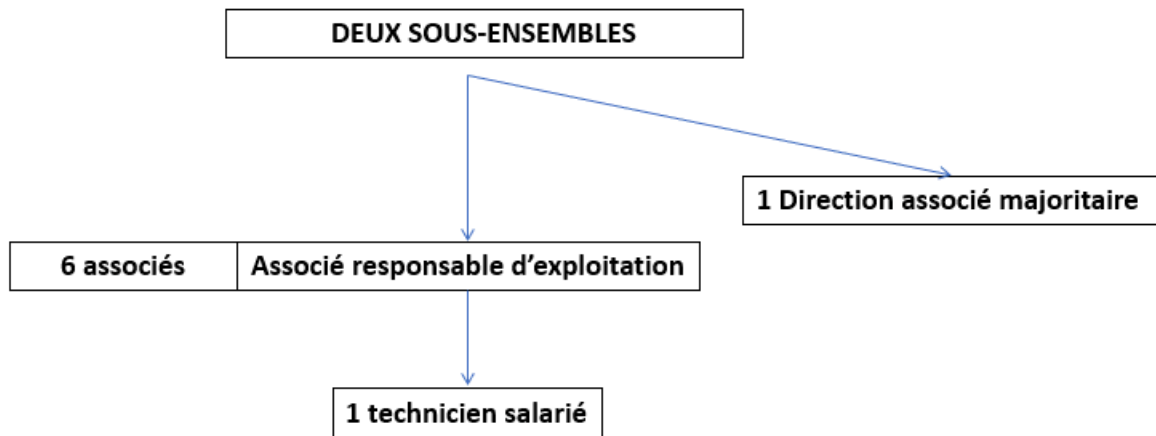 DEUX SOUS-ENSEMBLES
1 Direction associé majoritaire
6 associés
Associé responsable d’exploitation
1 technicien salarié